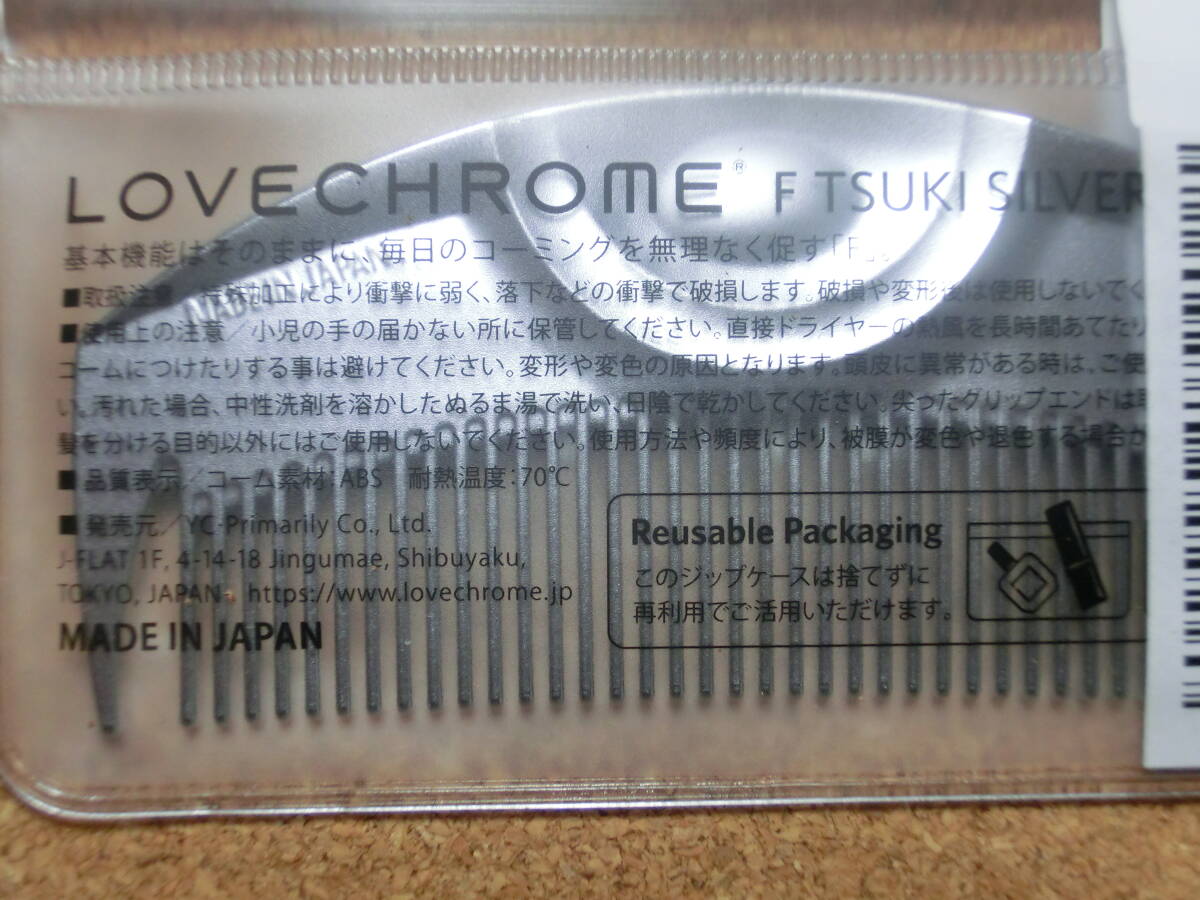 LOVECHROME® F TSUKI SILVER
基本機能はそのままに、毎日のコーミングを無理なく促す「F」。
MADE IN JAPAN
■取扱注意／特殊加工により衝撃に弱く、落下などの衝撃で破損します。破損や変形後は使用しないでく
■使用上の注意／小児の手の届かない所に保管してください。直接ドライヤーの熱風を長時間あてたり
コームにつけたりする事は避けてください。変形や変色の原因となります。頭皮に異常がある時は、ご使
い。汚れた場合、中性洗剤を溶かしたぬるま湯で洗い、日陰で乾かしてください。尖ったグリップエンドは
髪を分ける目的以外にはご使用しないでください。使用方法や頻度により、被膜が変色や退色する場合が
■品質表示／コーム素材：ABS 耐熱温度：70℃
■発売元／YC-Primarily Co., Ltd.
J-FLAT 1F, 4-14-18 Jingumae, Shibuyaku,
TOKYO, JAPAN https://www.lovechrome.jp
MADE IN JAPAN
Reusable Packaging
このジップケースは捨てずに
再利用でご活用いただけます。